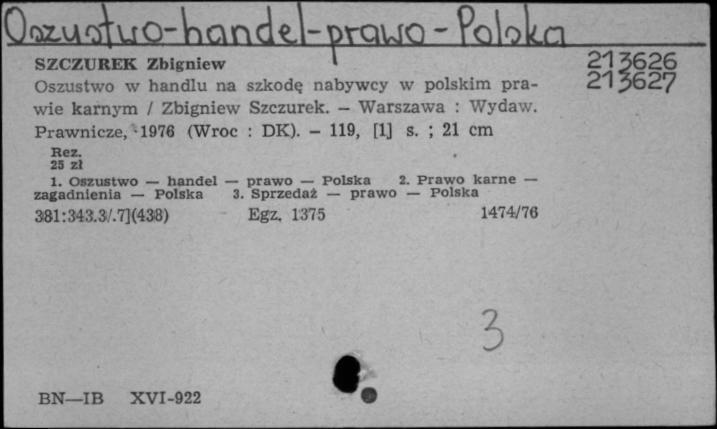 Oszustwo-handel-prawo-Polska
SZCZUREK Zbigniew
213626
213627
Oszustwo w handlu na szkodę nabywcy w polskim pra-
wie karnym / Zbigniew Szczurek. — Warszawa : Wydaw.
Prawnicze, 1976 (Wroc : DK). — 119, [1] s. ; 21 cm
Rez.
25 zł
1. Oszustwo — handel — prawo — Polska 2. Prawo karne —
zagadnienia — Polska 3. Sprzedaż — prawo — Polska
381:343.3/.7](438) Egz. 1375 1474/76
3
BN—IB XVI-922